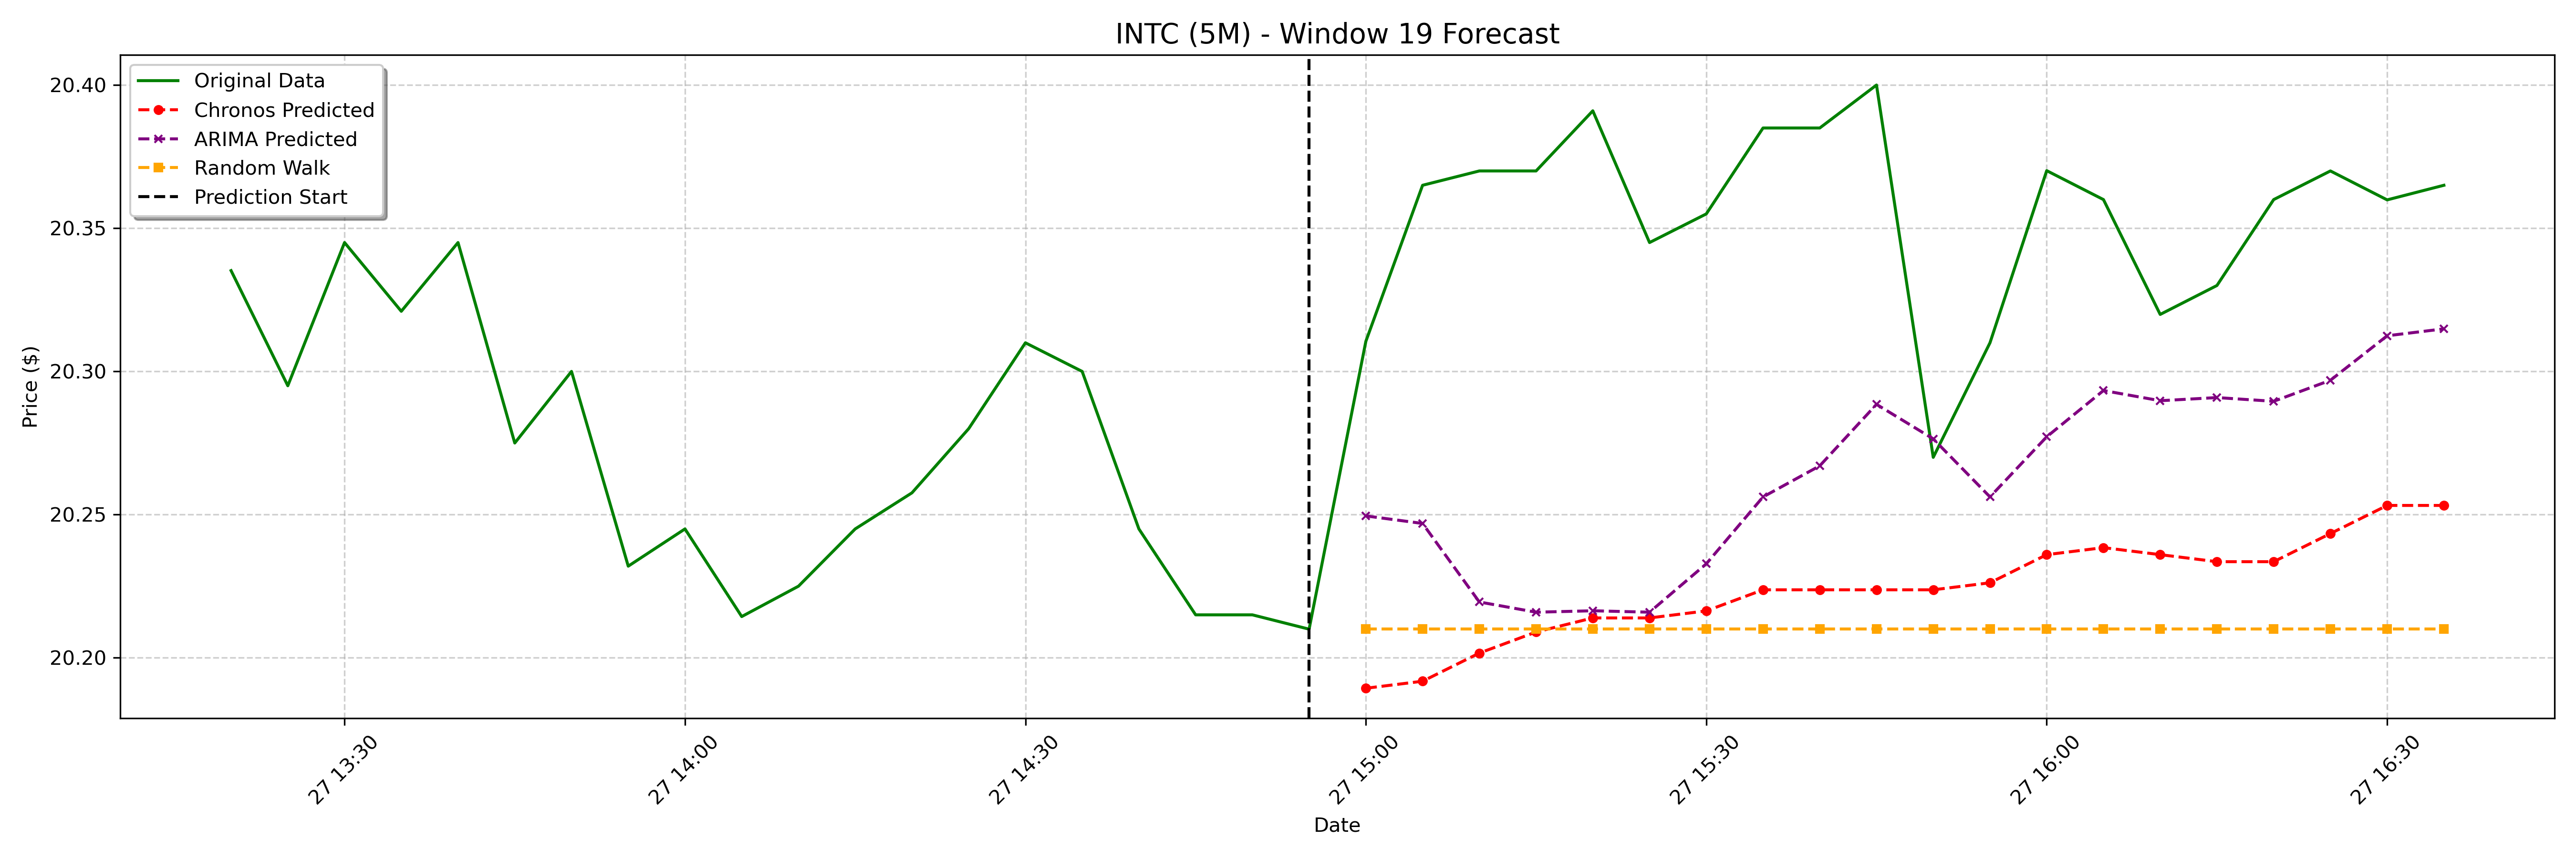 INTC (5M) - Window 19 Forecast
Original Data
Chronos Predicted
ARIMA Predicted
Random Walk
Prediction Start
Price ($)
20.40
20.35
20.30
20.25
20.20
27 13:30
27 14:00
27 14:30
27 15:00
27 15:30
27 16:00
27 16:30
Date